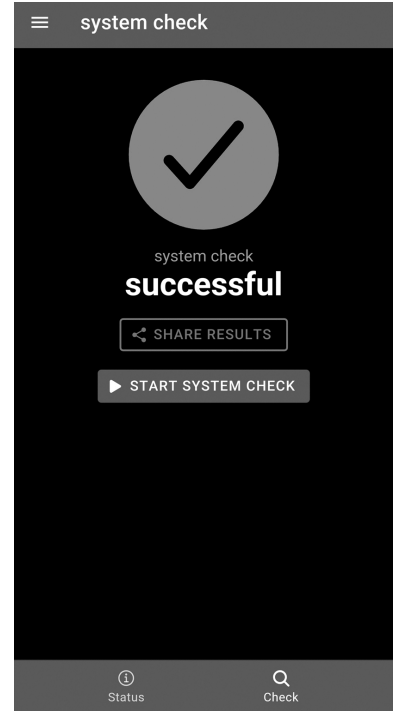 system check
system check
successful
SHARE RESULTS
START SYSTEM CHECK
Status
Check